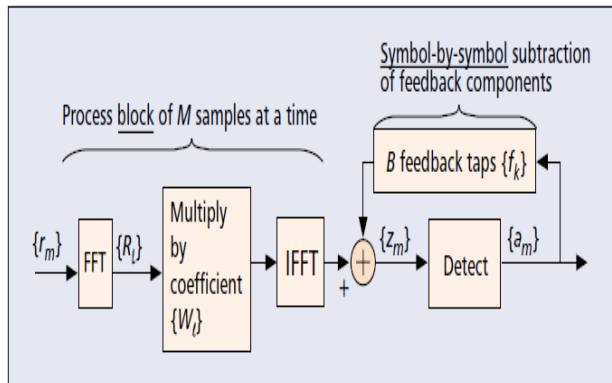 Symbol-by-symbol subtraction
of feedback components
Process block of M samples at a time
B feedback taps {f_k}
{r_m}
FFT
{R_ℓ}
Multiply
by
coefficient
{W_ℓ}
IFFT
+
+
{z_m}
Detect
{a_m}